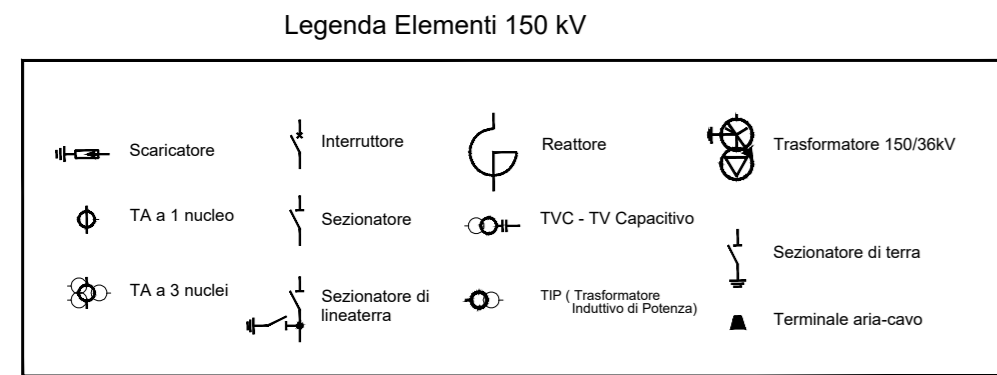 Legenda Elementi 150 kV
Scaricatore
Interruttore
Reattore
Trasformatore 150/36kV
TA a 1 nucleo
Sezionatore
TVC - TV Capacitivo
Sezionatore di terra
TA a 3 nuclei
Sezionatore di
lineaterra
TIP ( Trasformatore
Induttivo di Potenza)
Terminale aria-cavo